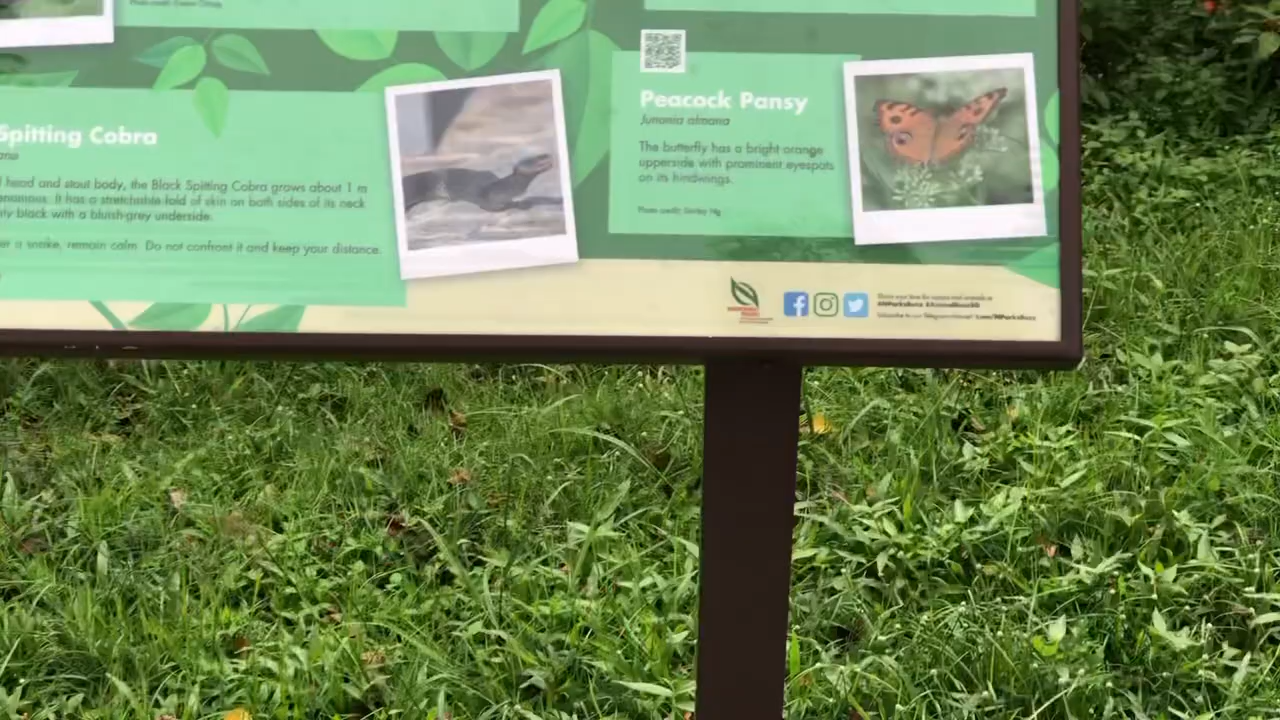 Spitting Cobra
head and stout body, the Black Spitting Cobra grows about 1 m
It has a stretchable fold of skin on both sides of its neck
black with a bluish-grey underside.
a snake, remain calm. Do not confront it and keep your distance.
Peacock Pansy
Junonia almana
The butterfly has a bright orange
upperside with prominent eyespots
on its hindwings.
Photo credit: